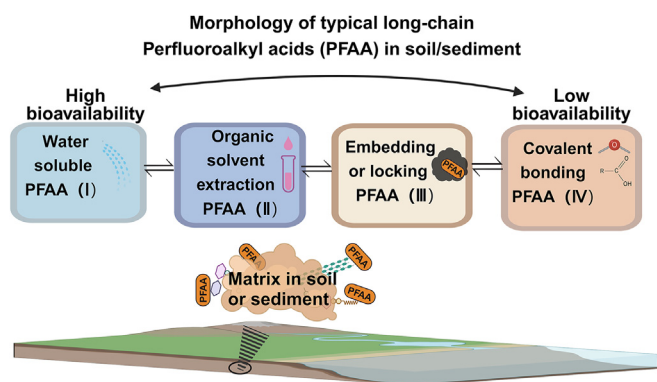 Morphology of typical long-chain
Perfluoroalkyl acids (PFAA) in soil/sediment
High
bioavailability
Low
bioavailability
Water
soluble
PFAA（Ⅰ）
Organic
solvent
extraction
PFAA（Ⅱ）
Embedding
or locking
PFAA（Ⅲ）
PFAA
Covalent
bonding
PFAA（Ⅳ）
O
R-C
O
OH
PFAA
PFAA
PFAA
Matrix in soil
or sediment
PFAA